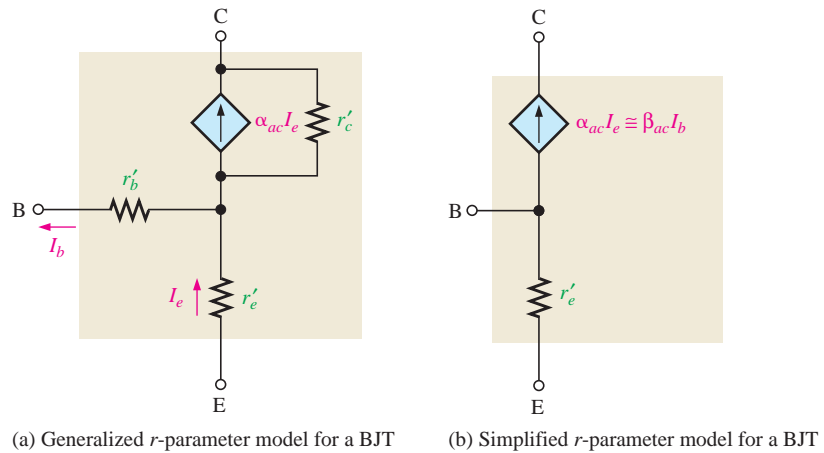 C
C
α_ac I_e
r′_c
α_ac I_e ≅ β_ac I_b
r′_b
B
B
I_b
I_e
r′_e
r′_e
E
E
(a) Generalized r-parameter model for a BJT
(b) Simplified r-parameter model for a BJT